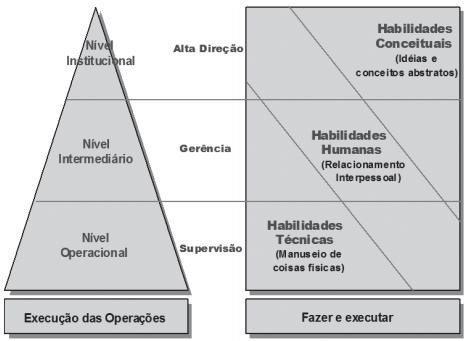 Nível
Institucional
Alta Direção
Habilidades
Conceituais
(Idéias e
conceitos abstratos)
Nível
Intermediário
Gerência
Habilidades
Humanas
(Relacionamento
Interpessoal)
Nível
Operacional
Supervisão
Habilidades
Técnicas
(Manuseio de
coisas físicas)
Execução das Operações
Fazer e executar